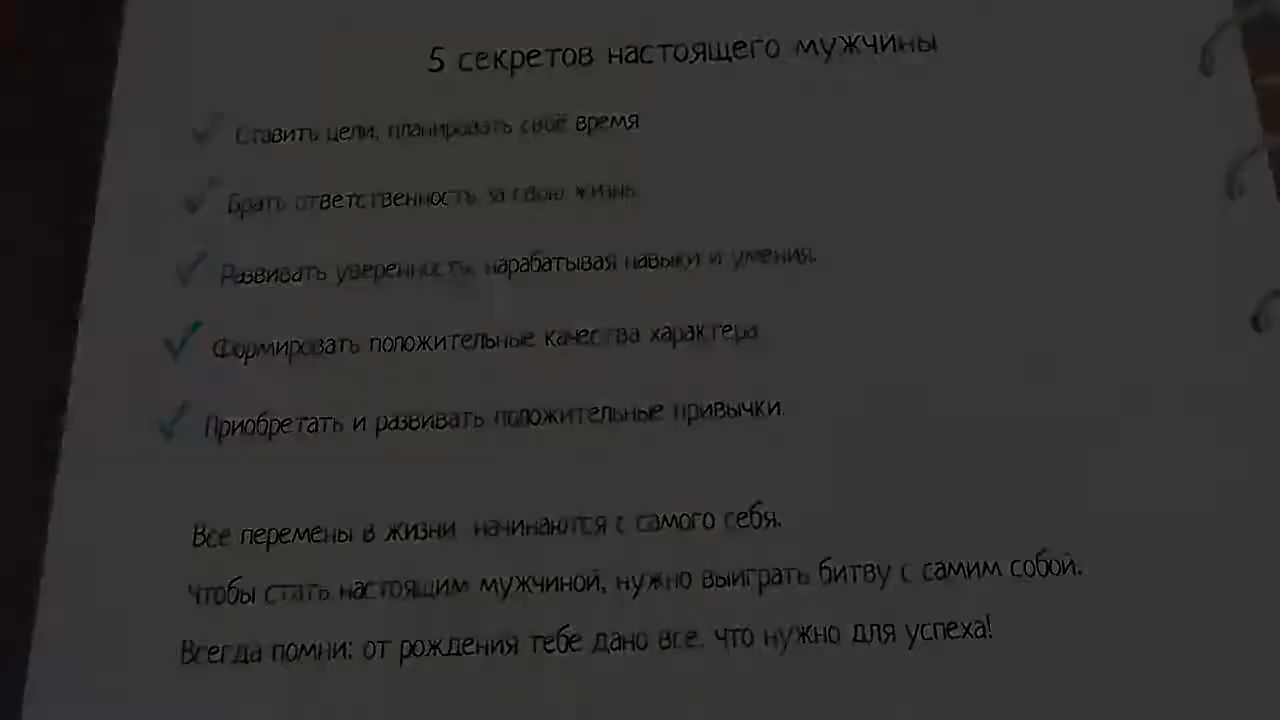 5 секретов настоящего мужчины
Ставить цели, планировать своё время
Брать ответственность за свою жизнь
Развивать уверенность, нарабатывая навыки и умения.
Формировать положительные качества характера
Приобретать и развивать положительные привычки.
Все перемены в жизни начинаются с самого себя.
Чтобы стать настоящим мужчиной, нужно выиграть битву с самим собой.
Всегда помни: от рождения тебе дано все, что нужно для успеха!